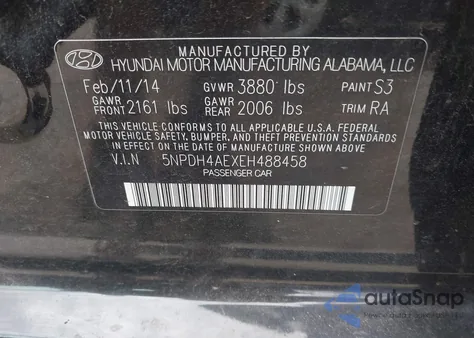 MANUFACTURED BY
HYUNDAI MOTOR MANUFACTURING ALABAMA, LLC
Feb/11/14 GVWR 3880 lbs PAINT S3
GAWR FRONT 2161 lbs GAWR REAR 2006 lbs TRIM RA
THIS VEHICLE CONFORMS TO ALL APPLICABLE U.S. FEDERAL
MOTOR VEHICLE SAFETY, BUMPER, AND THEFT PREVENTION STANDARDS
IN EFFECT ON THE DATE OF MANUFACTURE SHOWN ABOVE.
V.I.N 5NPDH4AEXEH488458
PASSENGER CAR
autoSnap